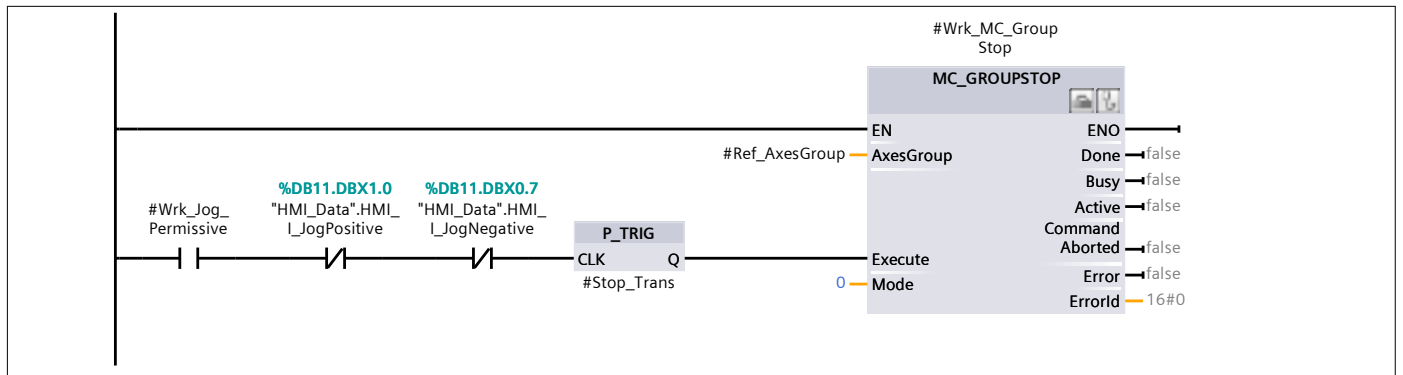 #Wrk_MC_Group
Stop
MC_GROUPSTOP
EN ENO
#Ref_AxesGroup AxesGroup Done false
%DB11.DBX1.0 %DB11.DBX0.7 Busy false
#Wrk_Jog_ "HMI_Data".HMI_ "HMI_Data".HMI_ Active false
Permissive I_JogPositive I_JogNegative P_TRIG Command
Aborted false
CLK Q Execute
Error false
#Stop_Trans 0 Mode
ErrorId 16#0